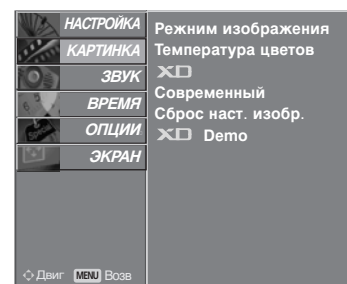 НАСТРОЙКА
КАРТИНКА
ЗВУК
ВРЕМЯ
ОПЦИИ
ЭКРАН
Режним изображения
Температура цветов
XD
Современный
Сброс наст. изобр.
XD Demo
Двиг MENU Возв